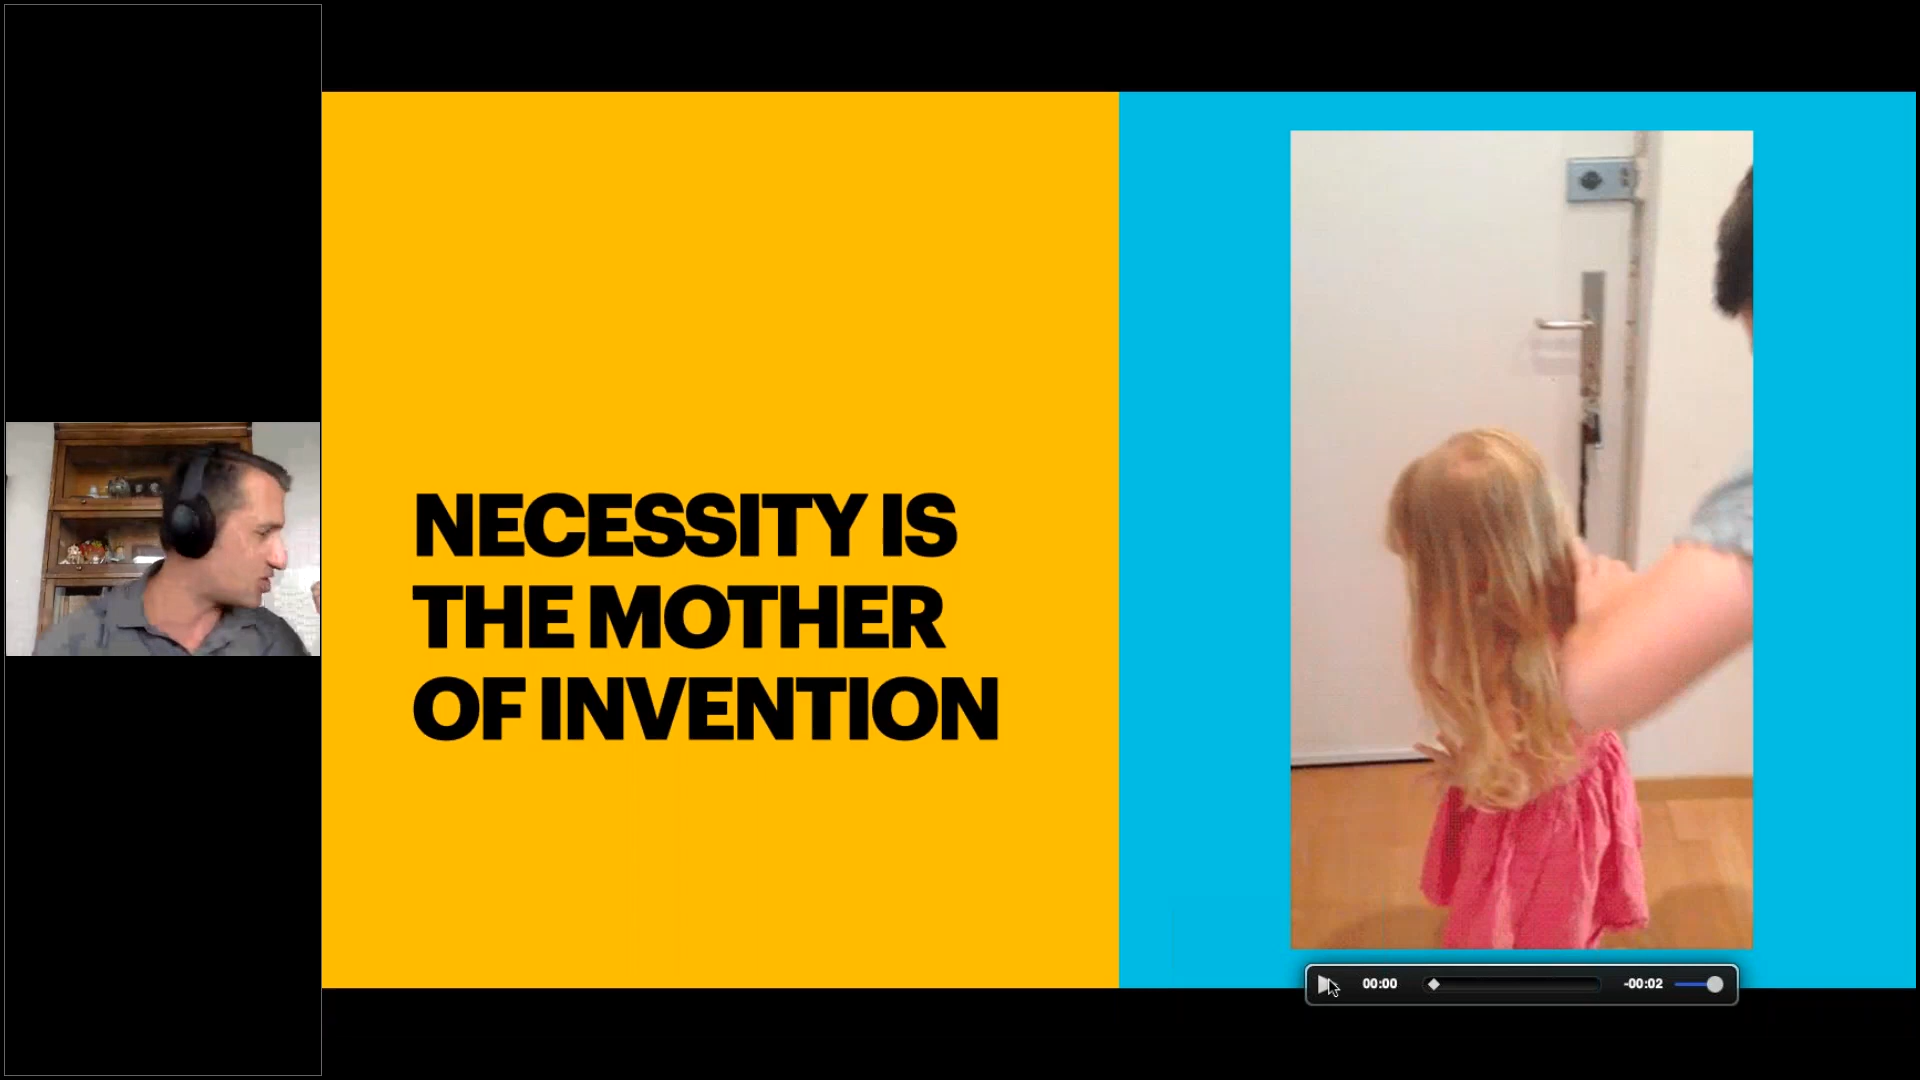 NECESSITY IS
THE MOTHER
OF INVENTION
00:00
-00:02